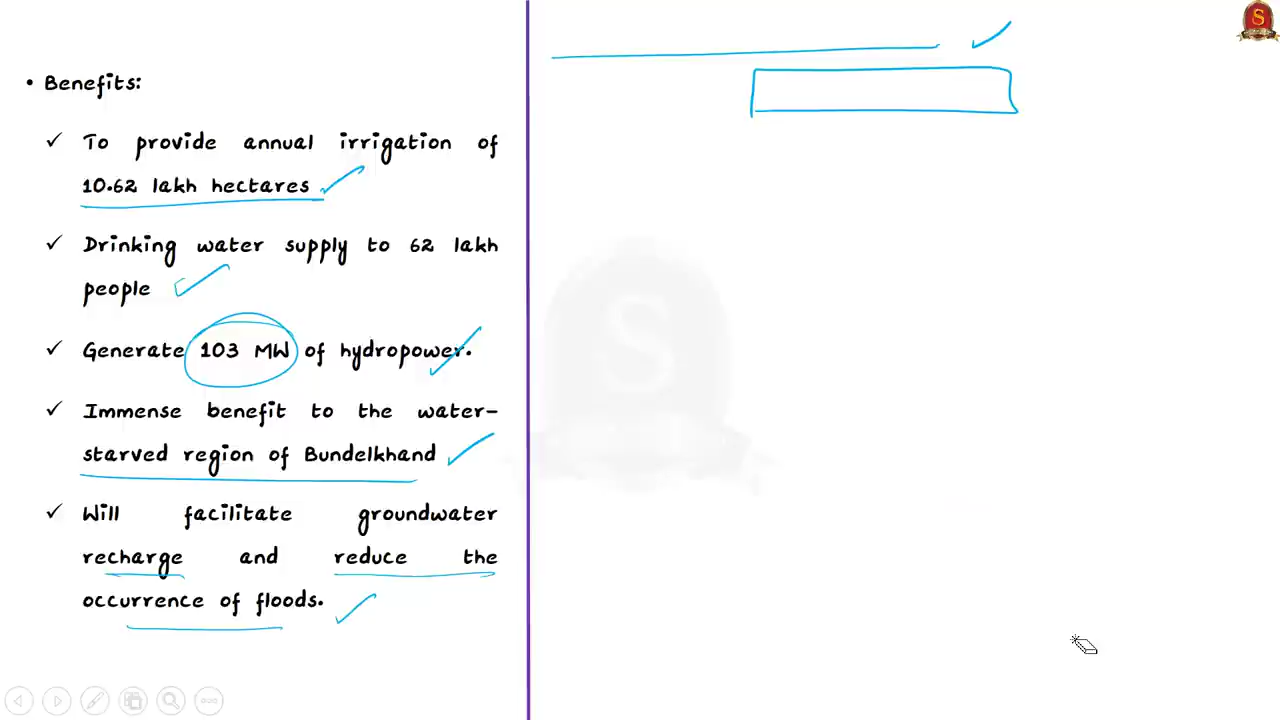 • Benefits:
✓ To provide annual irrigation of
10.62 lakh hectares
✓ Drinking water supply to 62 lakh
people
✓ Generate 103 MW of hydropower.
✓ Immense benefit to the water-
starved region of Bundelkhand
✓ Will facilitate groundwater
recharge and reduce the
occurrence of floods.
S
S